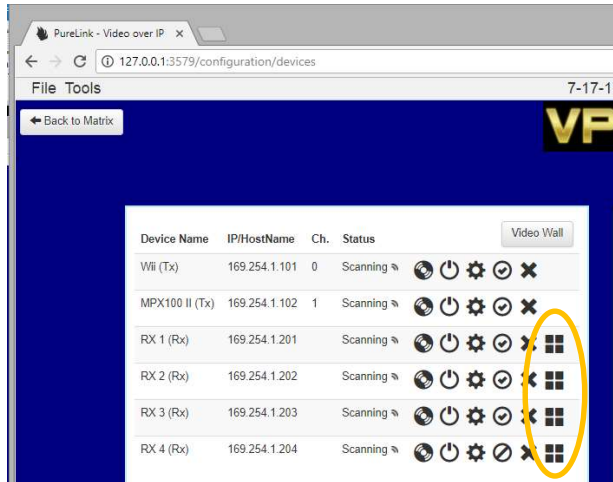 PureLink - Video over IP
127.0.0.1:3579/configuration/devices
File Tools 7-17-1
Back to Matrix
VP
Video Wall
Device Name IP/HostName Ch. Status
Wii (Tx) 169.254.1.101 0 Scanning
MPX100 II (Tx) 169.254.1.102 1 Scanning
RX 1 (Rx) 169.254.1.201 Scanning
RX 2 (Rx) 169.254.1.202 Scanning
RX 3 (Rx) 169.254.1.203 Scanning
RX 4 (Rx) 169.254.1.204 Scanning